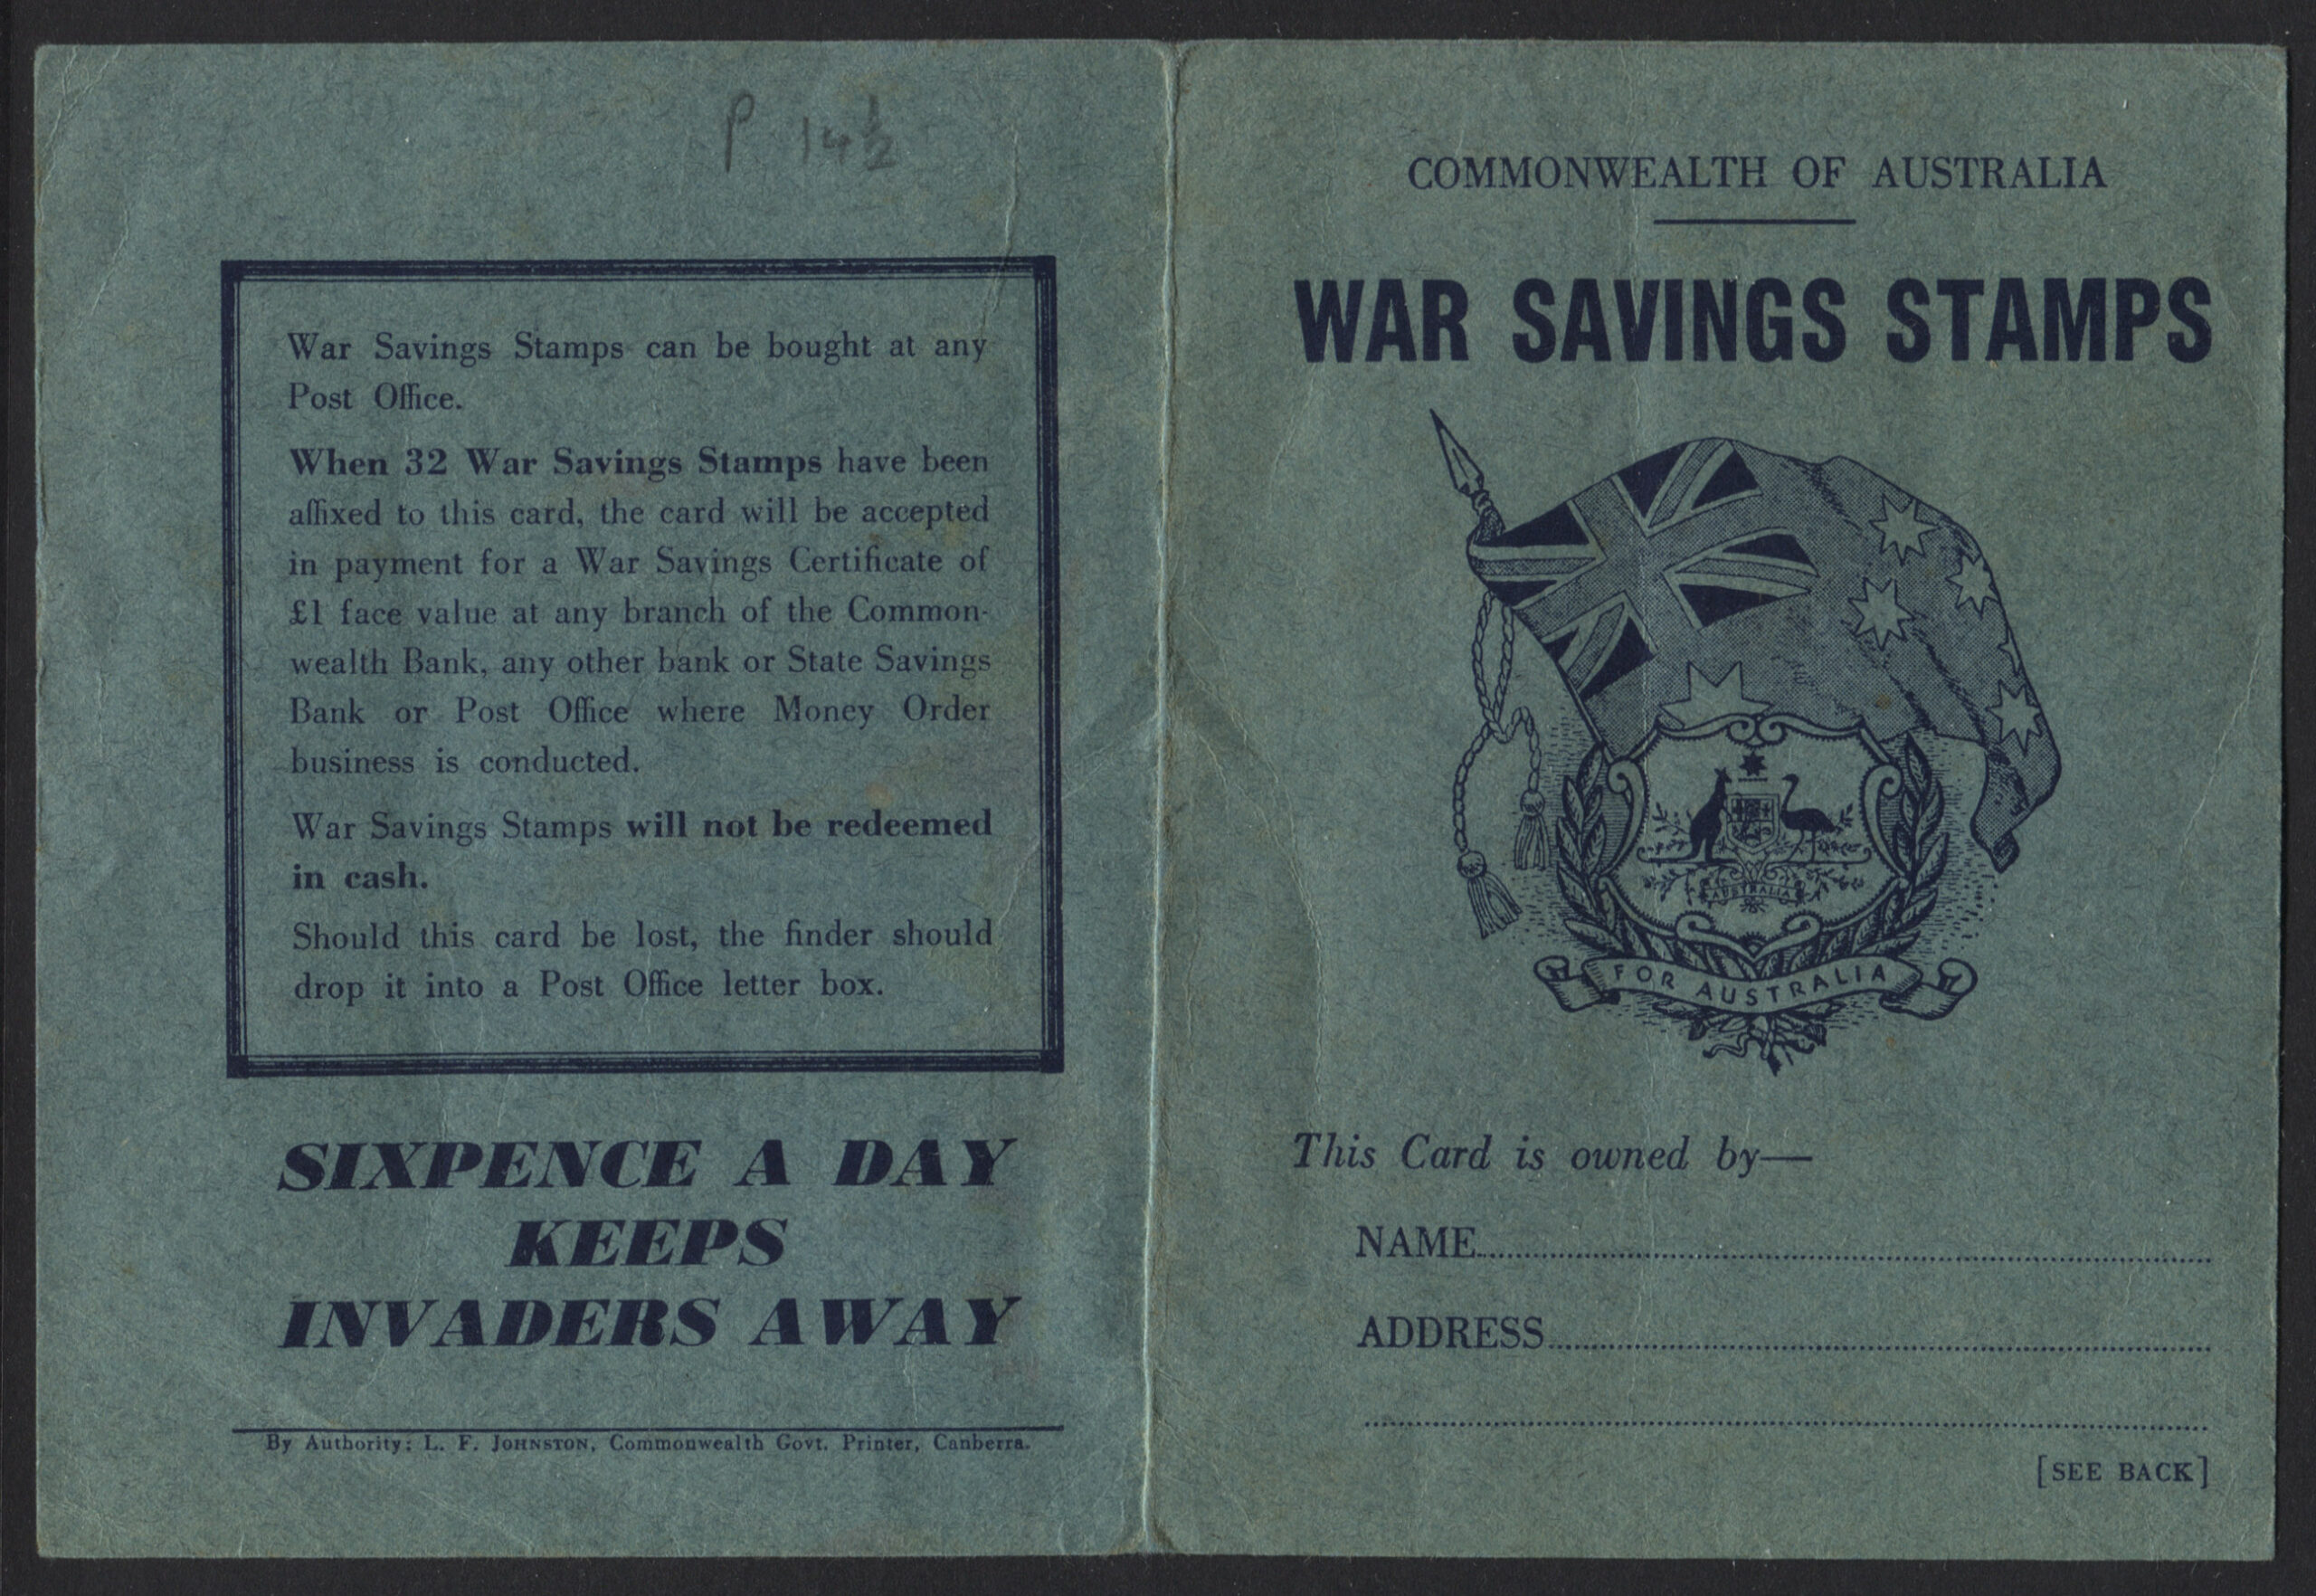 P 14½
War Savings Stamps can be bought at any
Post Office.
When 32 War Savings Stamps have been
affixed to this card, the card will be accepted
in payment for a War Savings Certificate of
£1 face value at any branch of the Common-
wealth Bank, any other bank or State Savings
Bank or Post Office where Money Order
business is conducted.
War Savings Stamps will not be redeemed
in cash.
Should this card be lost, the finder should
drop it into a Post Office letter box.
SIXPENCE A DAY
KEEPS
INVADERS AWAY
By Authority: L. F. JOHNSTON, Commonwealth Govt. Printer, Canberra.
COMMONWEALTH OF AUSTRALIA
WAR SAVINGS STAMPS
AUSTRALIA
FOR AUSTRALIA
This Card is owned by—
NAME
ADDRESS
[SEE BACK]